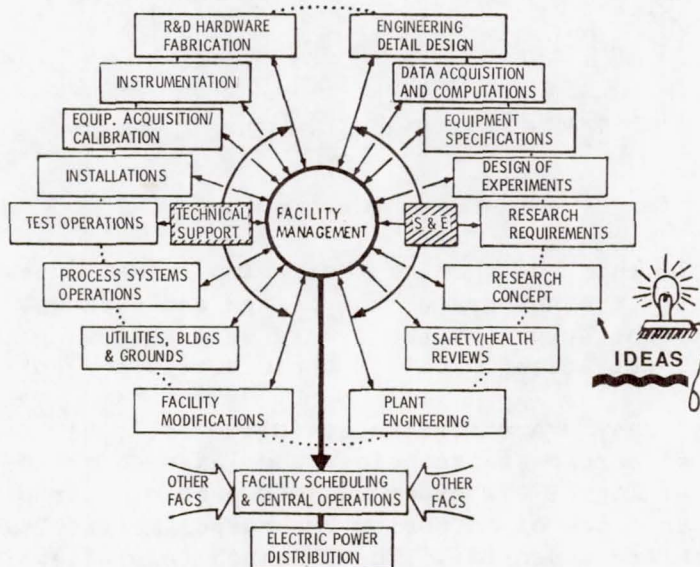 R&D HARDWARE
FABRICATION
ENGINEERING
DETAIL DESIGN
INSTRUMENTATION
DATA ACQUISITION
AND COMPUTATIONS
EQUIP. ACQUISITION/
CALIBRATION
EQUIPMENT
SPECIFICATIONS
INSTALLATIONS
DESIGN OF
EXPERIMENTS
TEST OPERATIONS
TECHNICAL
SUPPORT
FACILITY
MANAGEMENT
S & E
RESEARCH
REQUIREMENTS
PROCESS SYSTEMS
OPERATIONS
RESEARCH
CONCEPT
UTILITIES, BLDGS
& GROUNDS
SAFETY/HEALTH
REVIEWS
IDEAS
FACILITY
MODIFICATIONS
PLANT
ENGINEERING
OTHER
FACS
FACILITY SCHEDULING
& CENTRAL OPERATIONS
OTHER
FACS
ELECTRIC POWER
DISTRIBUTION